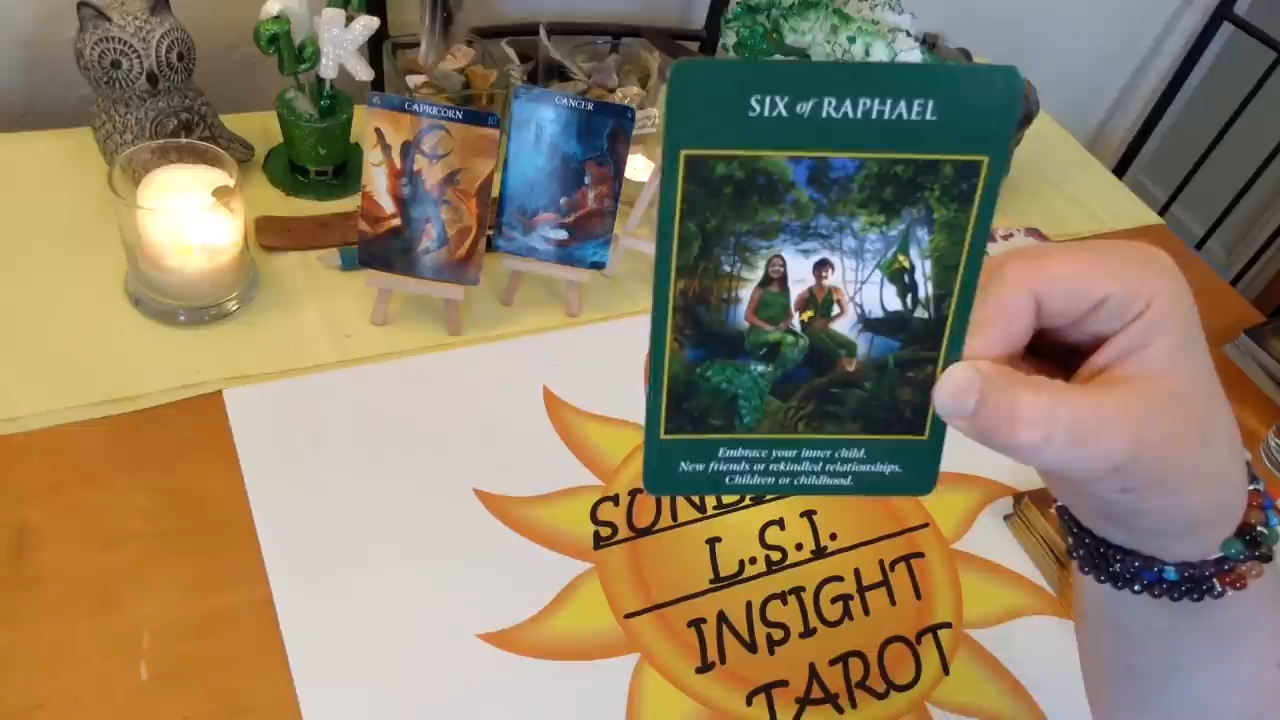 K
CAPRICORN
CANCER
SIX of RAPHAEL
Embrace your inner child.
New friends or rekindled relationships.
Children or childhood.
L.S.I.
INSIGHT
TAROT